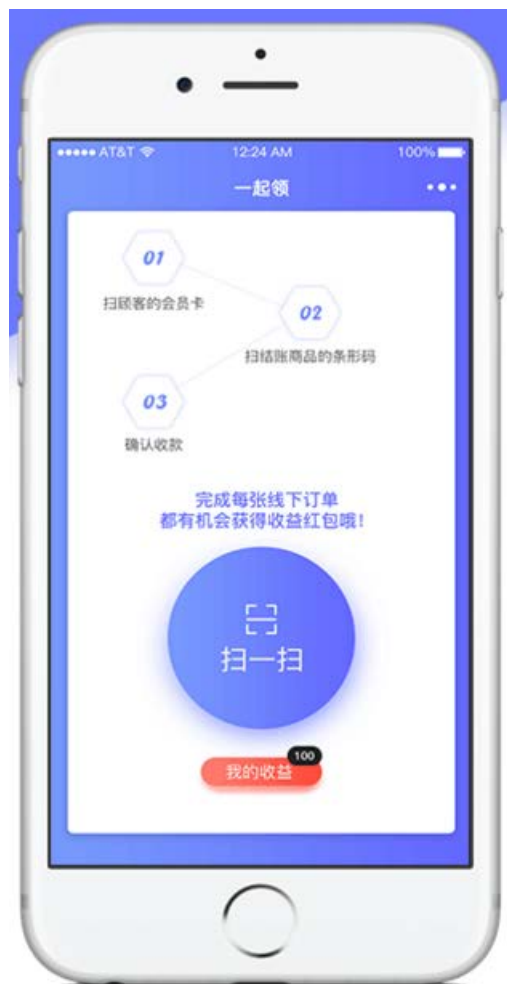 AT&T
12:24 AM
100%
一起领
01
扫顾客的会员卡
02
扫结账商品的条形码
03
确认收款
完成每张线下订单
都有机会获得收益红包哦!
扫一扫
100
我的收益